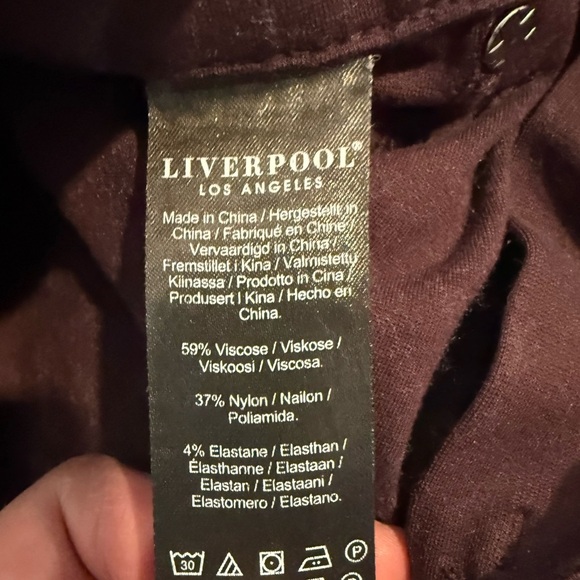 LIVERPOOL®
LOS ANGELES
Made in China / Hergestellt in
China / Fabriqué en Chine /
Vervaardigd in China /
Fremstillet i Kina / Valmistettu
Kiinassa / Prodotto in Cina /
Produsert I Kina / Hecho en
China.
59% Viscose / Viskose /
Viskoosi / Viscosa.
37% Nylon / Nailon /
Poliamida.
4% Elastane / Elasthan /
Élasthanne / Elastaan /
Elastan / Elastaani /
Elastomero / Elastano.
30 P